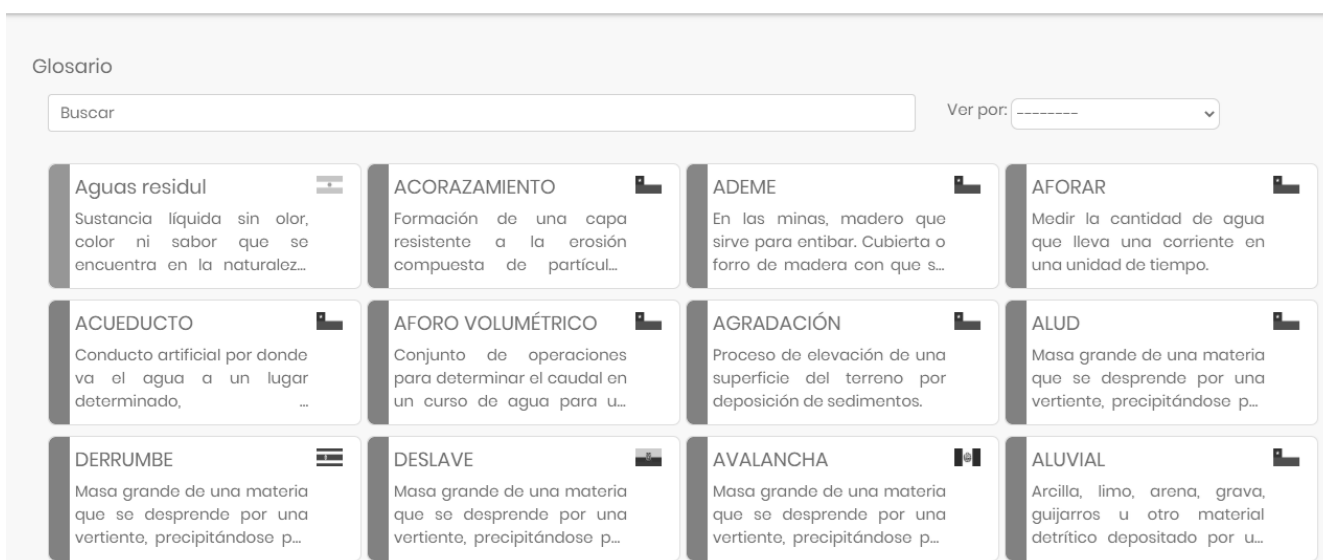 Glosario
Buscar
Ver por: --------
Aguas residul
Sustancia líquida sin olor,
color ni sabor que se
encuentra en la naturalez...
ACORAZAMIENTO
Formación de una capa
resistente a la erosión
compuesta de partícul...
ADEME
En las minas, madero que
sirve para entibar. Cubierta o
forro de madera con que s...
AFORAR
Medir la cantidad de agua
que lleva una corriente en
una unidad de tiempo.
ACUEDUCTO
Conducto artificial por donde
va el agua a un lugar
determinado, ...
AFORO VOLUMÉTRICO
Conjunto de operaciones
para determinar el caudal en
un curso de agua para u...
AGRADACIÓN
Proceso de elevación de una
superficie del terreno por
deposición de sedimentos.
ALUD
Masa grande de una materia
que se desprende por una
vertiente, precipitándose p...
DERRUMBE
Masa grande de una materia
que se desprende por una
vertiente, precipitándose p...
DESLAVE
Masa grande de una materia
que se desprende por una
vertiente, precipitándose p...
AVALANCHA
Masa grande de una materia
que se desprende por una
vertiente, precipitándose p...
ALUVIAL
Arcilla, limo, arena, grava,
guijarros u otro material
detrítico depositado por u...